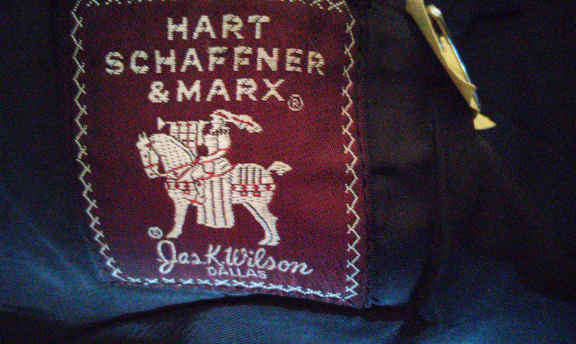 HART
SCHAFFNER
& MARX ®
® Jas. K. Wilson
DALLAS